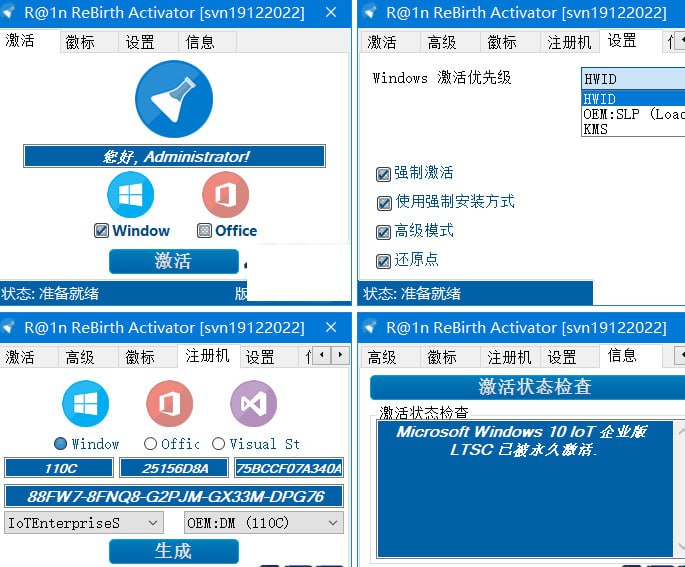 R@1n ReBirth Activator [svn19122022]
激活 徽标 设置 信息
您好, Administrator!
Window Office
激活
状态: 准备就绪
R@1n ReBirth Activator [svn19122022]
激活 高级 徽标 注册机 设置
Windows 激活优先级 HWID
HWID
OEM:SLP (Load
KMS
强制激活
使用强制安装方式
高级模式
还原点
状态: 准备就绪
R@1n ReBirth Activator [svn19122022]
激活 高级 徽标 注册机 设置
Window Offic Visual St
110C 25156D8A 75BCCF07A340A
88FW7-8FNQ8-G2PJM-GX33M-DPG76
IoTEnterpriseS OEM:DM (110C)
生成
R@1n ReBirth Activator [svn19122022]
高级 徽标 注册机 设置 信息
激活状态检查
激活状态检查
Microsoft Windows 10 IoT 企业版
LTSC 已被永久激活.